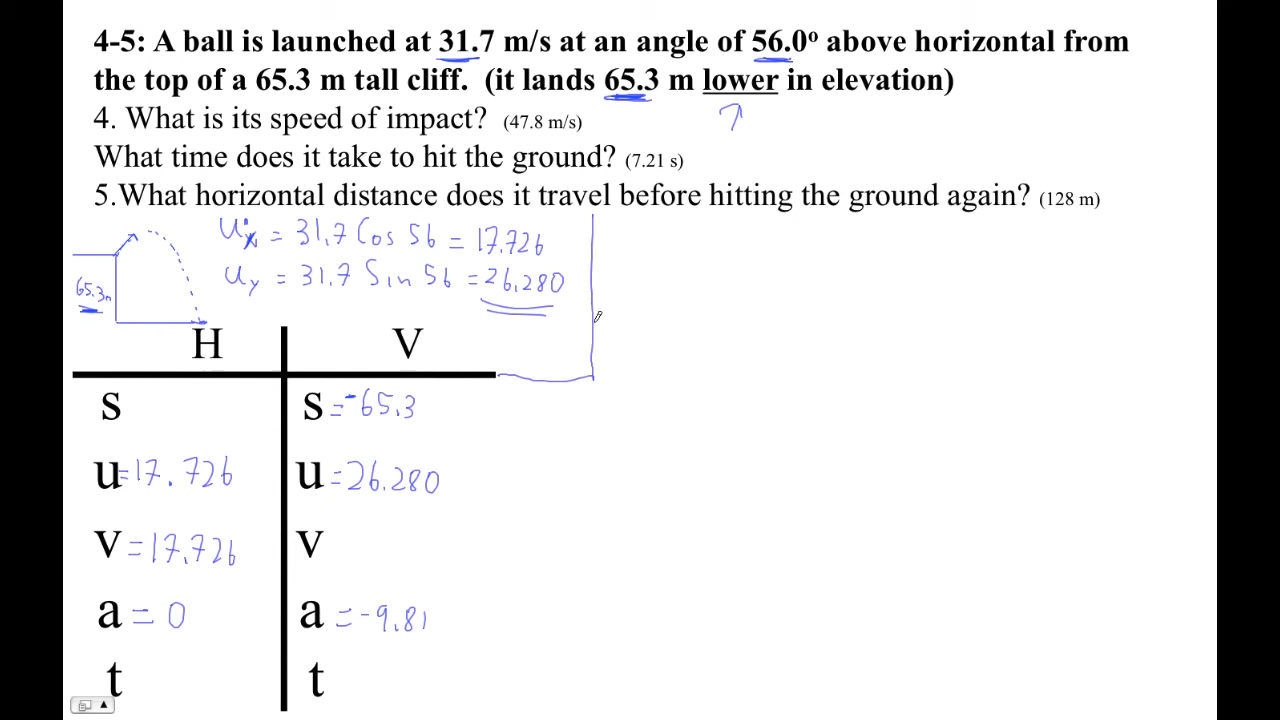 4-5: A ball is launched at 31.7 m/s at an angle of 56.0º above horizontal from
the top of a 65.3 m tall cliff. (it lands 65.3 m lower in elevation)
4. What is its speed of impact? (47.8 m/s)
What time does it take to hit the ground? (7.21 s)
5.What horizontal distance does it travel before hitting the ground again? (128 m)
ux = 31.7 Cos 56 = 17.726
uy = 31.7 Sin 56 = 26.280
65.3m
H V
s s = -65.3
u = 17.726 u = 26.280
v = 17.726 v
a = 0 a = -9.81
t t